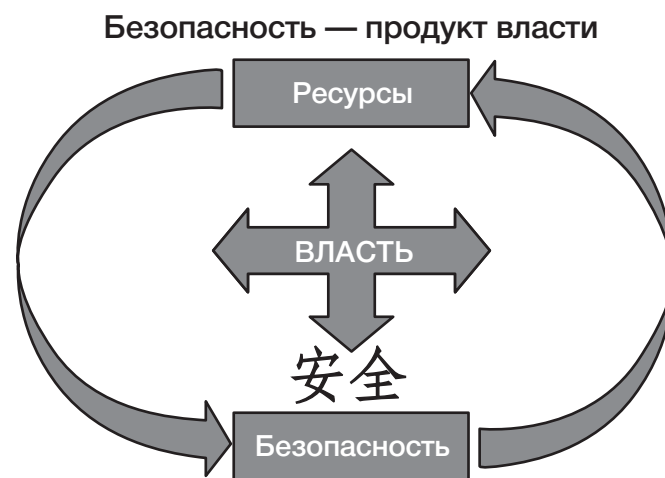 Безопасность — продукт власти
Ресурсы
ВЛАСТЬ
安全
Безопасность